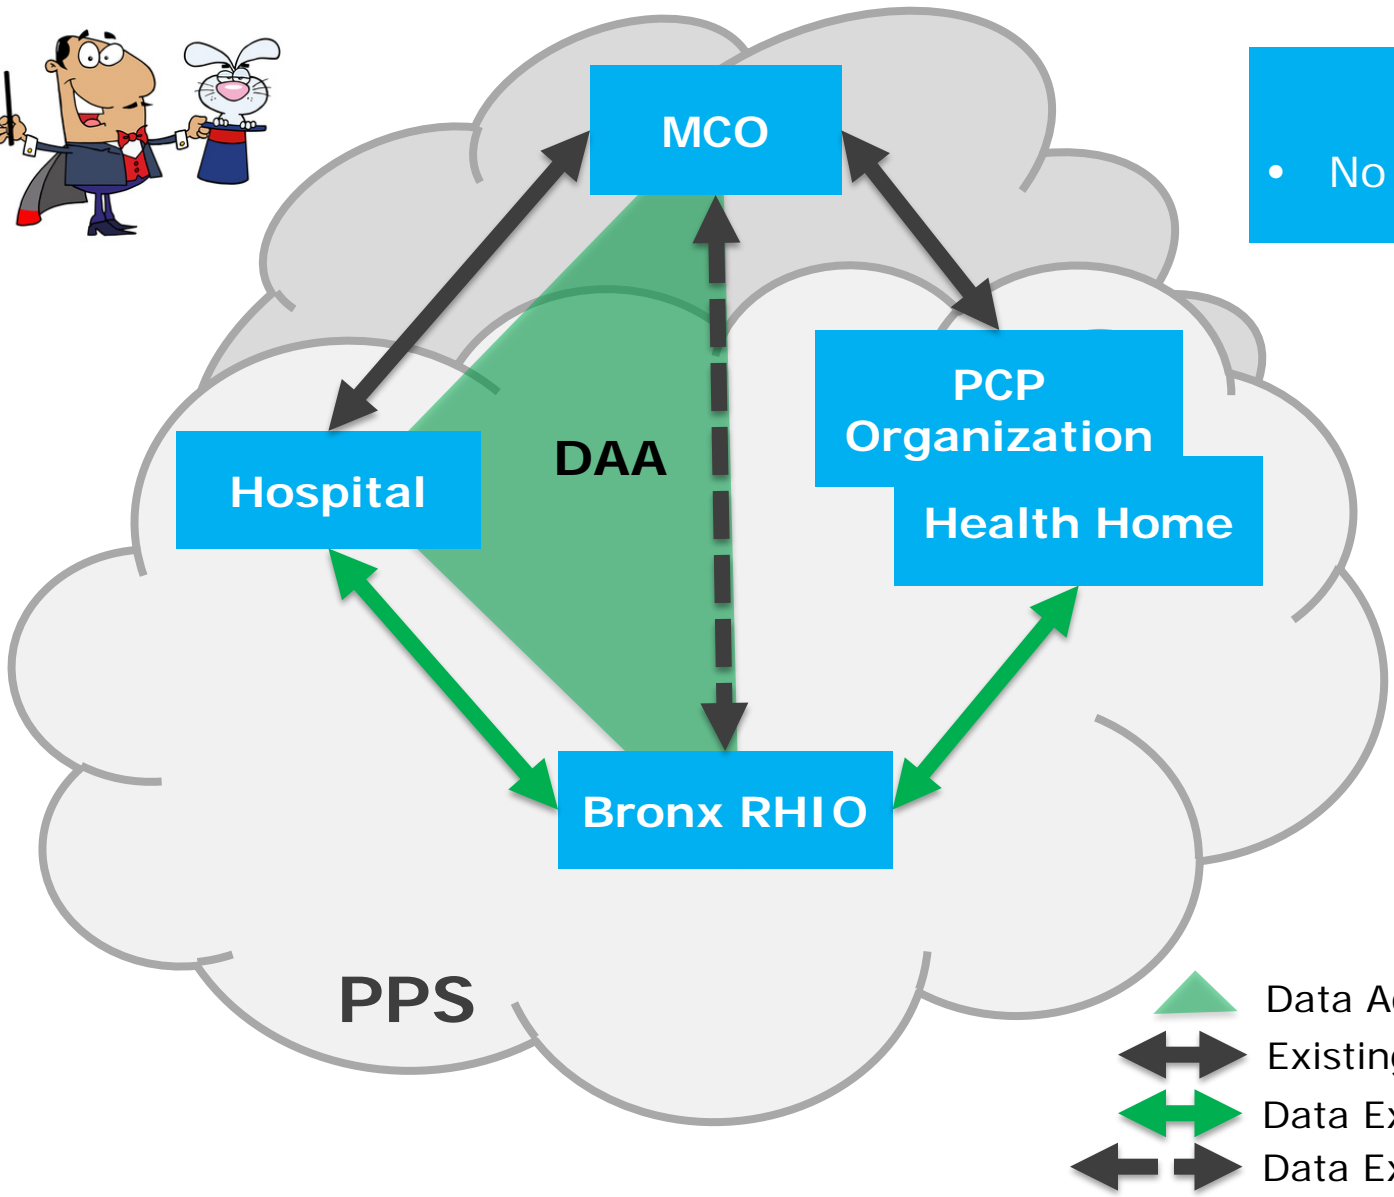 MCO
• No
PCP
Organization
DAA
Hospital
Health Home
Bronx RHIO
PPS
Data
Existing
Data
Data